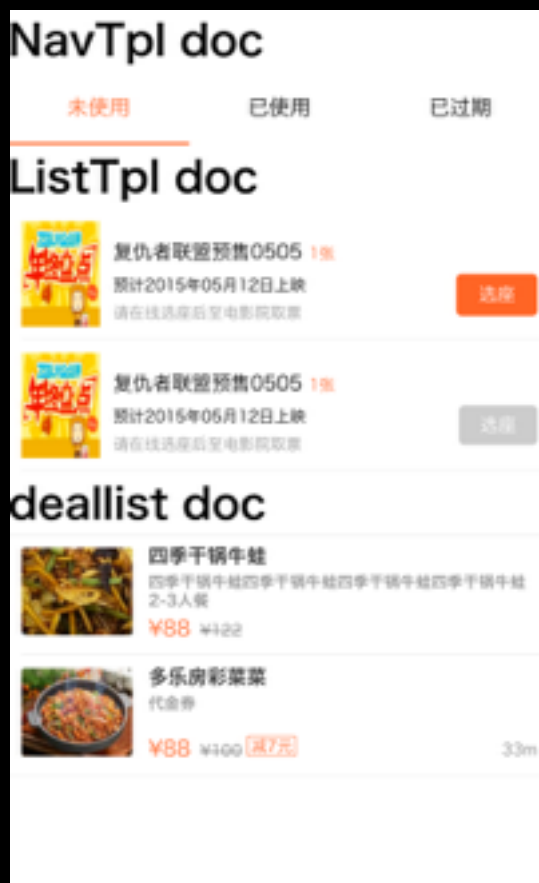 NavTpl doc
未使用 已使用 已过期
ListTpl doc
复仇者联盟预售0505 1张
预计2015年05月12日上映
选座
请在线选座后至电影院取票
复仇者联盟预售0505 1张
预计2015年05月12日上映
选座
请在线选座后至电影院取票
deallist doc
四季干锅牛蛙
四季干锅牛蛙四季干锅牛蛙四季干锅牛蛙四季干锅牛蛙
2-3人餐
¥88 ¥122
多乐房彩菜菜
代金券
¥88 ¥100 减7元 33m